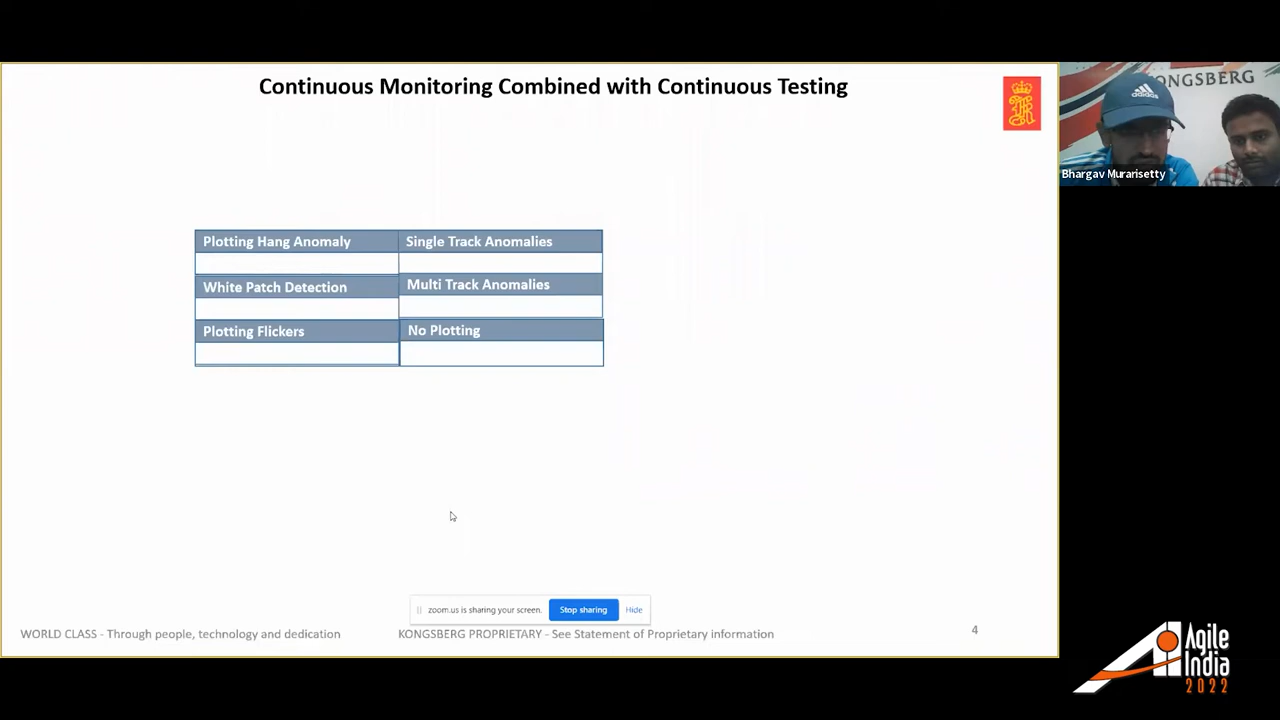 Continuous Monitoring Combined with Continuous Testing
KONGSBERG
adidas
Bhargav Murarisetty
Plotting Hang Anomaly
Single Track Anomalies
White Patch Detection
Multi Track Anomalies
Plotting Flickers
No Plotting
zoom.us is sharing your screen.
Stop sharing
Hide
WORLD CLASS - Through people, technology and dedication
KONGSBERG PROPRIETARY - See Statement of Proprietary information
4
Agile
India
2022